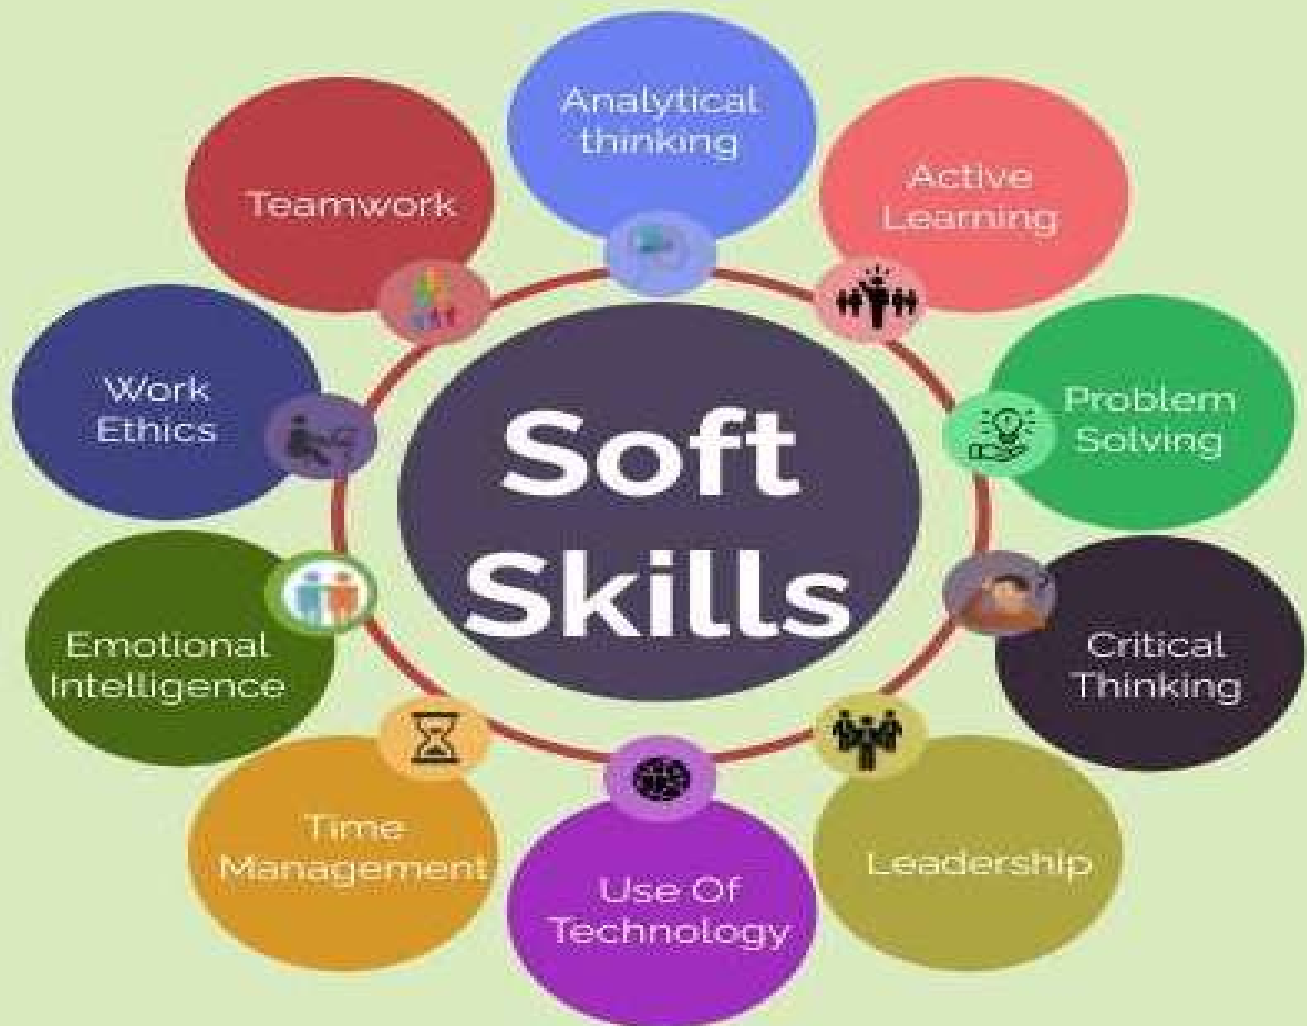 Soft
Skills
Analytical
thinking
Active
Learning
Problem
Solving
Critical
Thinking
Leadership
Use Of
Technology
Time
Management
Emotional
Intelligence
Work
Ethics
Teamwork